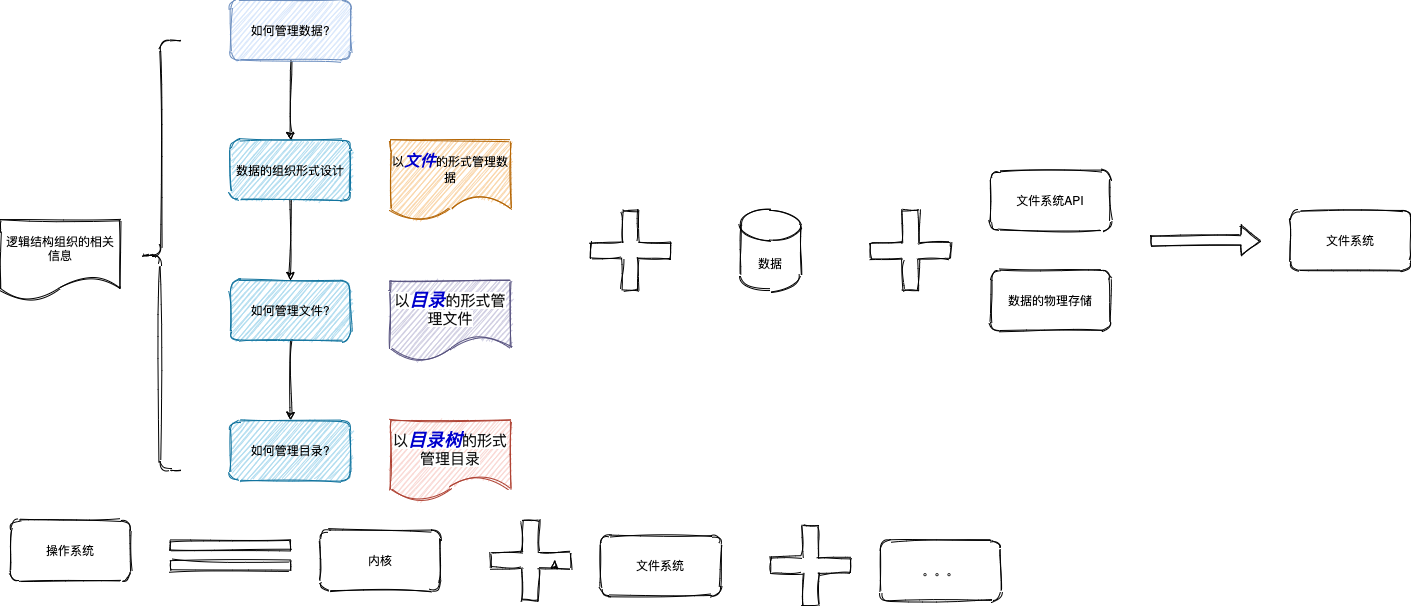 如何管理数据?
数据的组织形式设计
以文件的形式管理数
据
逻辑结构组织的相关
信息
如何管理文件?
以目录的形式管
理文件
如何管理目录?
以目录树的形式
管理目录
数据
文件系统API
数据的物理存储
文件系统
操作系统
内核
文件系统
。。。